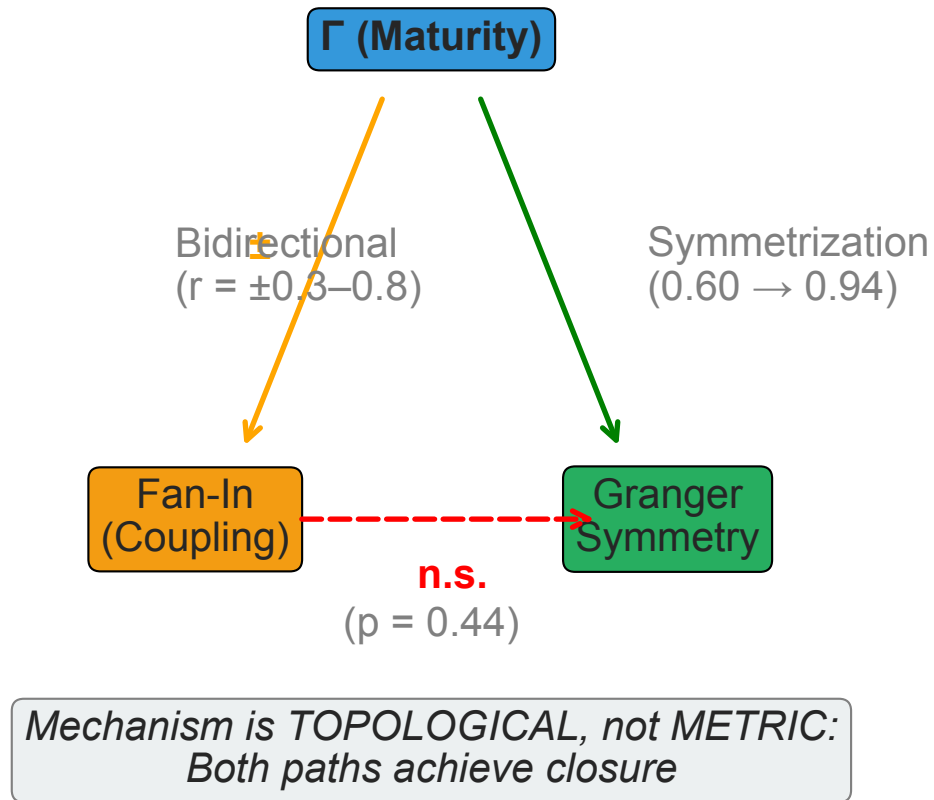 Γ (Maturity)
±
Bidirectional
(r = ±0.3–0.8)
Symmetrization
(0.60 → 0.94)
Fan-In
(Coupling)
Granger
Symmetry
n.s.
(p = 0.44)
Mechanism is TOPOLOGICAL, not METRIC:
Both paths achieve closure